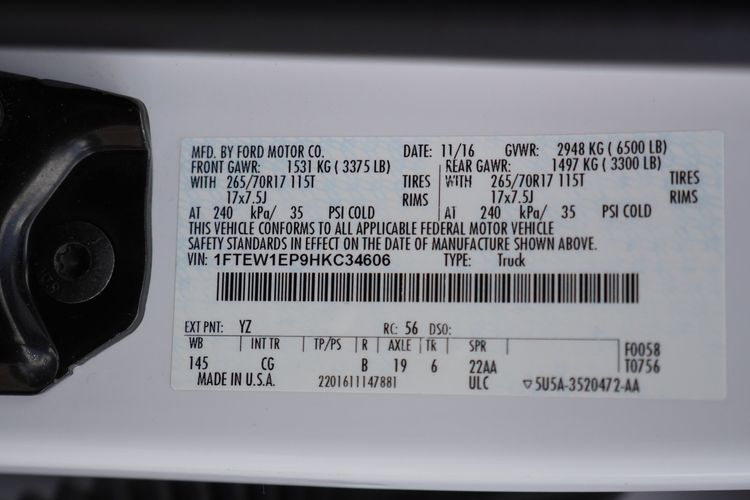 MFD. BY FORD MOTOR CO. DATE: 11/16 GVWR: 2948 KG ( 6500 LB)
FRONT GAWR: 1531 KG ( 3375 LB) REAR GAWR: 1497 KG ( 3300 LB)
WITH 265/70R17 115T TIRES WITH 265/70R17 115T TIRES
17x7.5J RIMS 17x7.5J RIMS
AT 240 kPa/ 35 PSI COLD AT 240 kPa/ 35 PSI COLD
THIS VEHICLE CONFORMS TO ALL APPLICABLE FEDERAL MOTOR VEHICLE
SAFETY STANDARDS IN EFFECT ON THE DATE OF MANUFACTURE SHOWN ABOVE.
VIN: 1FTEW1EP9HKC34606 TYPE: Truck
EXT PNT: YZ RC: 56 DSO:
WB INT TR TP/PS R AXLE TR SPR F0058
145 CG B 19 6 22AA T0756
MADE IN U.S.A. 2201611147881 ULC ▽5U5A-3520472-AA